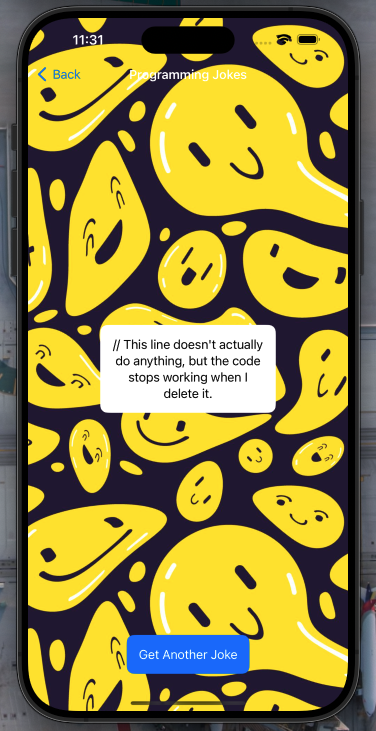 11:31
Back
Programming Jokes
// This line doesn't actually
do anything, but the code
stops working when I
delete it.
Get Another Joke